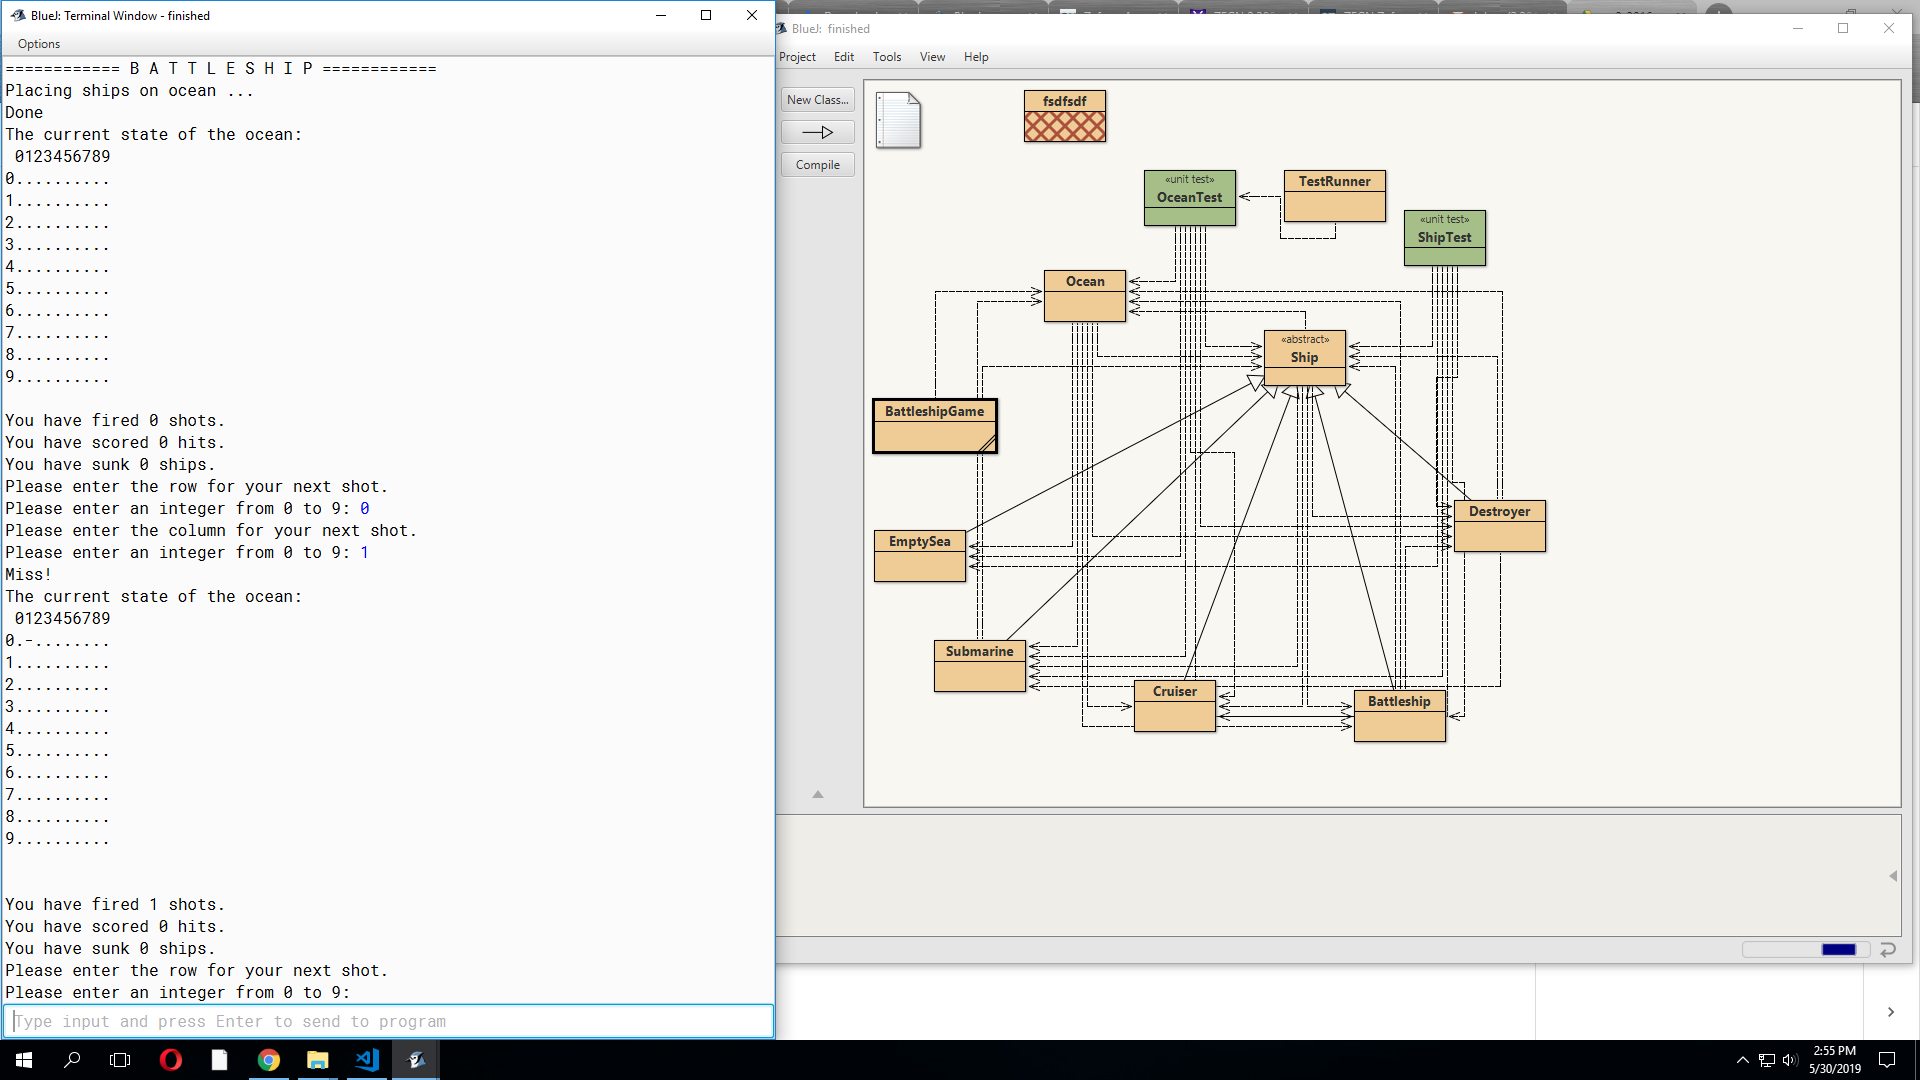 BlueJ: Terminal Window - finished
Options
============ B A T T L E S H I P ============
Placing ships on ocean ...
Done
The current state of the ocean:
 0123456789
0..........
1..........
2..........
3..........
4..........
5..........
6..........
7..........
8..........
9..........
You have fired 0 shots.
You have scored 0 hits.
You have sunk 0 ships.
Please enter the row for your next shot.
Please enter an integer from 0 to 9: 0
Please enter the column for your next shot.
Please enter an integer from 0 to 9: 1
Miss!
The current state of the ocean:
 0123456789
0.-........
1..........
2..........
3..........
4..........
5..........
6..........
7..........
8..........
9..........
You have fired 1 shots.
You have scored 0 hits.
You have sunk 0 ships.
Please enter the row for your next shot.
Please enter an integer from 0 to 9:
Type input and press Enter to send to program
BlueJ: finished
Project Edit Tools View Help
New Class...
Compile
fsdfsdf
«unit test»
OceanTest
TestRunner
«unit test»
ShipTest
Ocean
«abstract»
Ship
BattleshipGame
Destroyer
EmptySea
Submarine
Cruiser
Battleship
2:55 PM
5/30/2019